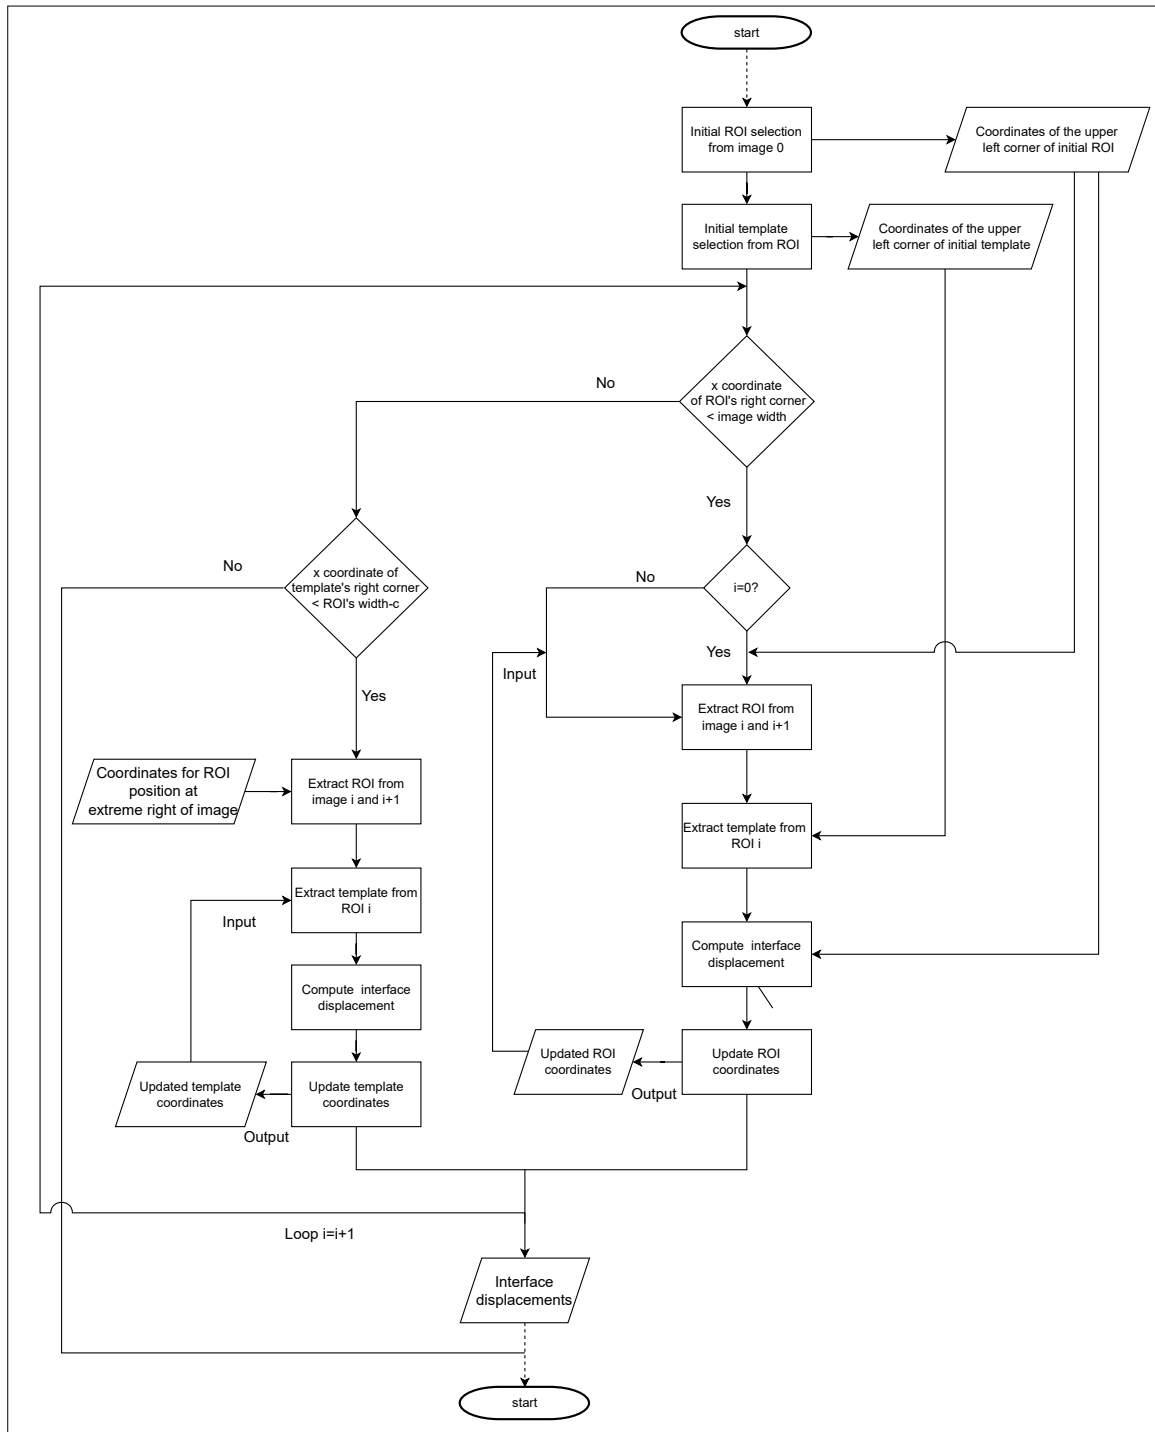 start
Initial ROI selection
from image 0
Coordinates of the upper
left corner of initial ROI
Initial template
selection from ROI
Coordinates of the upper
left corner of initial template
x coordinate
of ROI's right corner
< image width
No
Yes
x coordinate of
template's right corner
< ROI's width-c
No
Yes
i=0?
No
Yes
Input
Extract ROI from
image i and i+1
Coordinates for ROI
position at
extreme right of image
Extract ROI from
image i and i+1
Extract template from
ROI i
Extract template from
ROI i
Input
Compute interface
displacement
Compute interface
displacement
Updated ROI
coordinates
Update ROI
coordinates
Output
Updated template
coordinates
Update template
coordinates
Output
Loop i=i+1
Interface
displacements
start